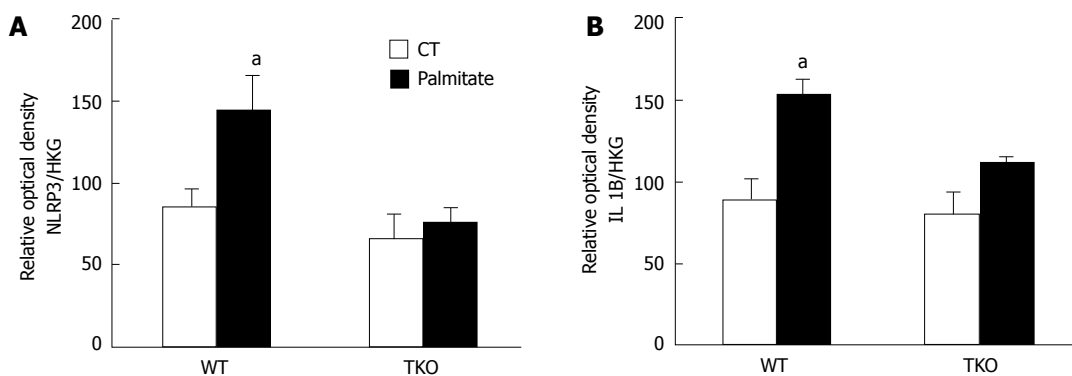 A
200
150
100
50
0
Relative optical density
NLRP3/HKG
a
CT
Palmitate
WT
TKO
B
200
150
100
50
0
Relative optical density
IL 1B/HKG
a
WT
TKO